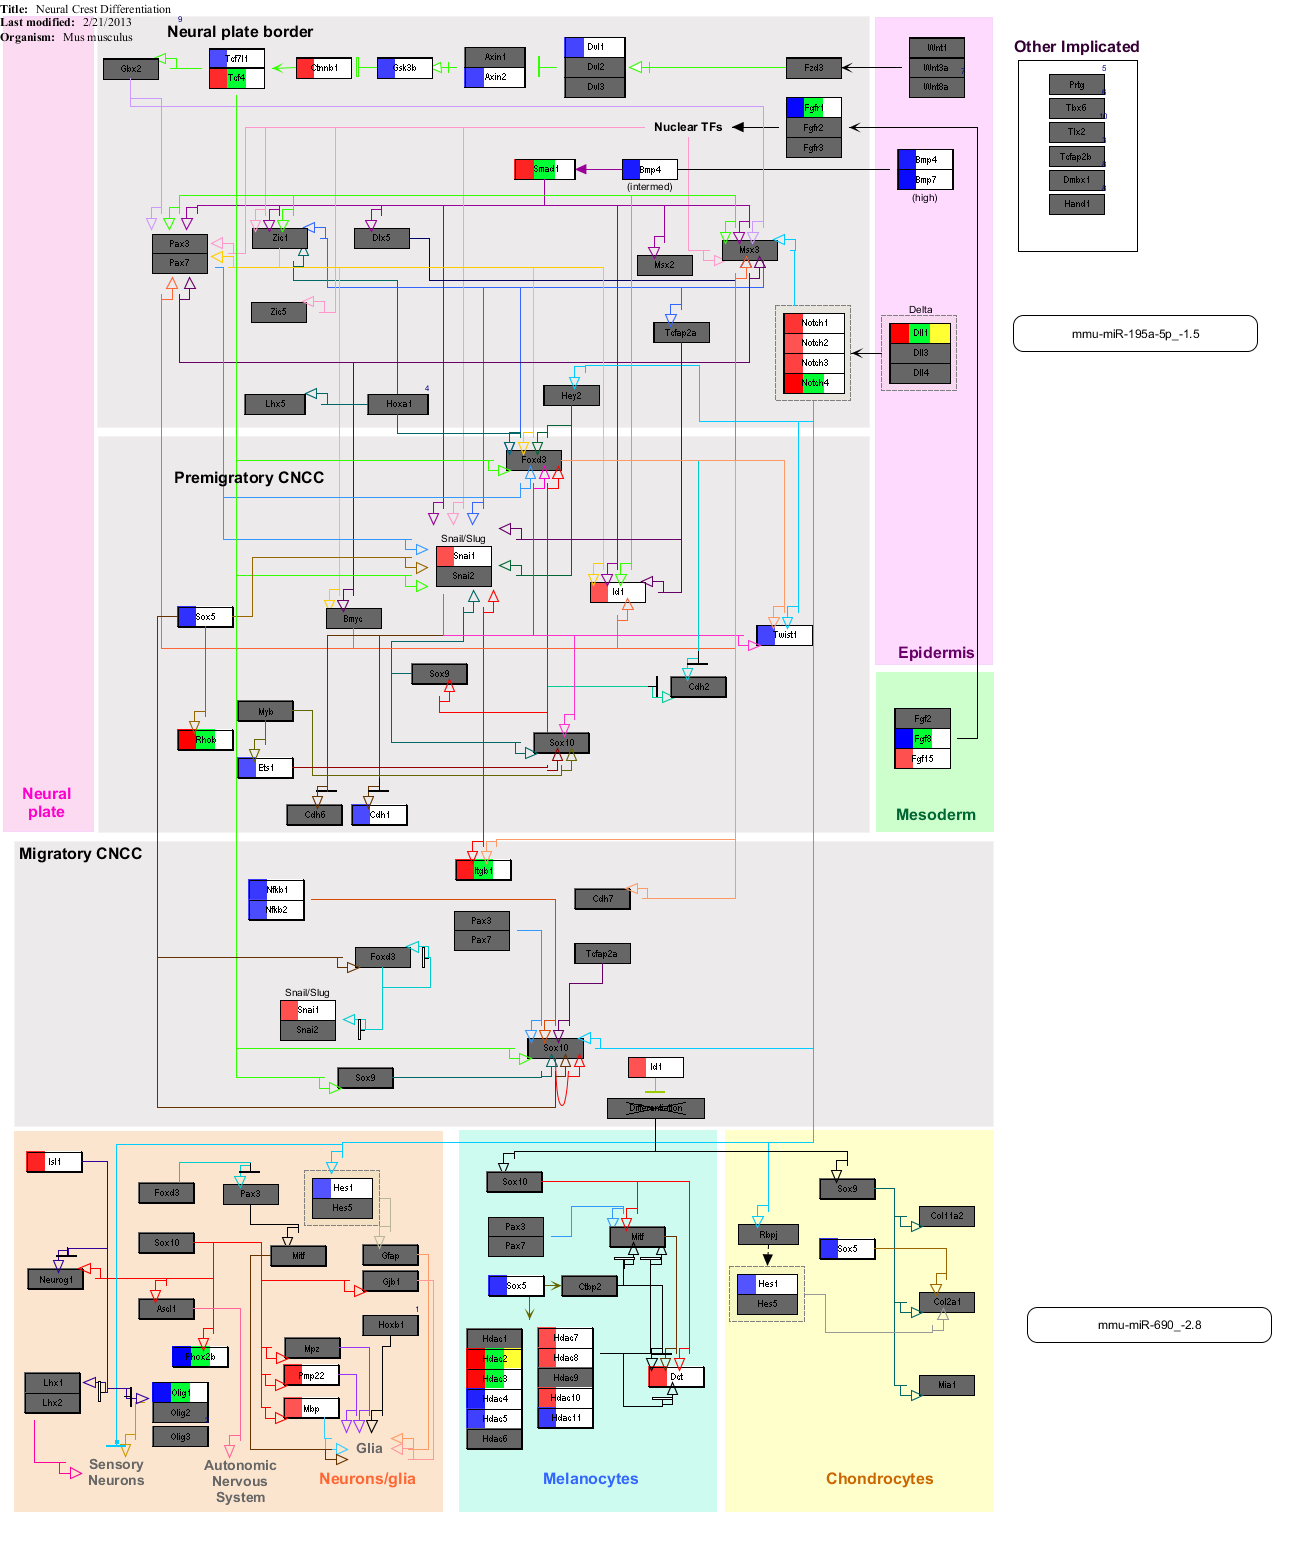 Title: Neural Crest Differentiation
Last modified: 2/21/2013
Organism: Mus musculus
9
Neural plate border
Gbx2
Tcf7l1
Tcf4
Ctnnb1
Gsk3b
Axin1
Axin2
Dvl1
Dvl2
Dvl3
Fzd3
Wnt1
Wnt3a
Wnt8a
7
Fgfr1
Fgfr2
Fgfr3
Nuclear TFs
Smad1
Bmp4
(intermed)
Bmp4
Bmp7
(high)
Pax3
Pax7
Zic1
Dlx5
Msx2
Msx3
Zic5
Tcfap2a
Notch1
Notch2
Notch3
Notch4
Delta
Dll1
Dll3
Dll4
Lhx5
Hoxa1
4
Hey2
Other Implicated
5
Prtg
Tbx6
10
Tlx2
Tcfap2b
Dmbx1
Hand1
mmu-miR-195a-5p_-1.5
Premigratory CNCC
Foxd3
Snail/Slug
Snai1
Snai2
Id1
Sox5
Bmyc
Twist1
Epidermis
Sox9
Cdh2
Rhob
Myb
Ets1
Sox10
Cdh6
Cdh1
Fgf2
Fgf8
Fgf15
Mesoderm
Neural
plate
Migratory CNCC
Itgb1
Nfkb1
Nfkb2
Cdh7
Pax3
Pax7
Foxd3
Tcfap2a
Snail/Slug
Snai1
Snai2
Sox10
Sox9
Id1
Differentiation
Isl1
Foxd3
Pax3
Hes1
Hes5
Sox10
Mitf
Gfap
Gjb1
Neurog1
Ascl1
Hoxb1
1
Phox2b
Mpz
Pmp22
Mbp
Lhx1
Lhx2
Olig1
Olig2
Olig3
Glia
Sensory
Neurons
Autonomic
Nervous
System
Neurons/glia
Sox10
Pax3
Pax7
Mitf
Sox5
Ctbp2
Hdac1
Hdac2
Hdac3
Hdac4
Hdac5
Hdac6
Hdac7
Hdac8
Hdac9
Hdac10
Hdac11
Dct
Melanocytes
Sox9
Rbpj
Sox5
Col11a2
Hes1
Hes5
Col2a1
Mia1
Chondrocytes
mmu-miR-690_-2.8